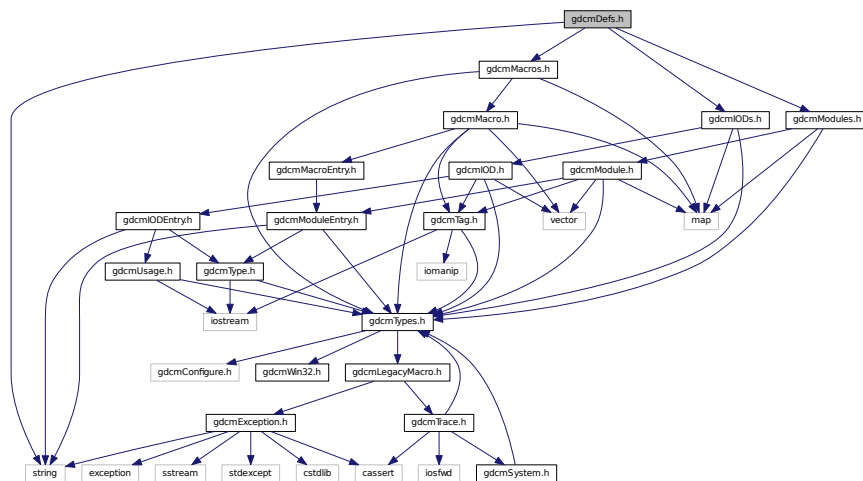 gdcmDefs.h
gdcmMacros.h
gdcmMacro.h
gdcmIODs.h
gdcmModules.h
gdcmMacroEntry.h
gdcmIOD.h
gdcmModule.h
gdcmIODEntry.h
gdcmModuleEntry.h
gdcmTag.h
vector
map
gdcmUsage.h
gdcmType.h
iomanip
iostream
gdcmTypes.h
gdcmConfigure.h
gdcmWin32.h
gdcmLegacyMacro.h
gdcmException.h
gdcmTrace.h
string
exception
sstream
stdexcept
cstdlib
cassert
iosfwd
gdcmSystem.h